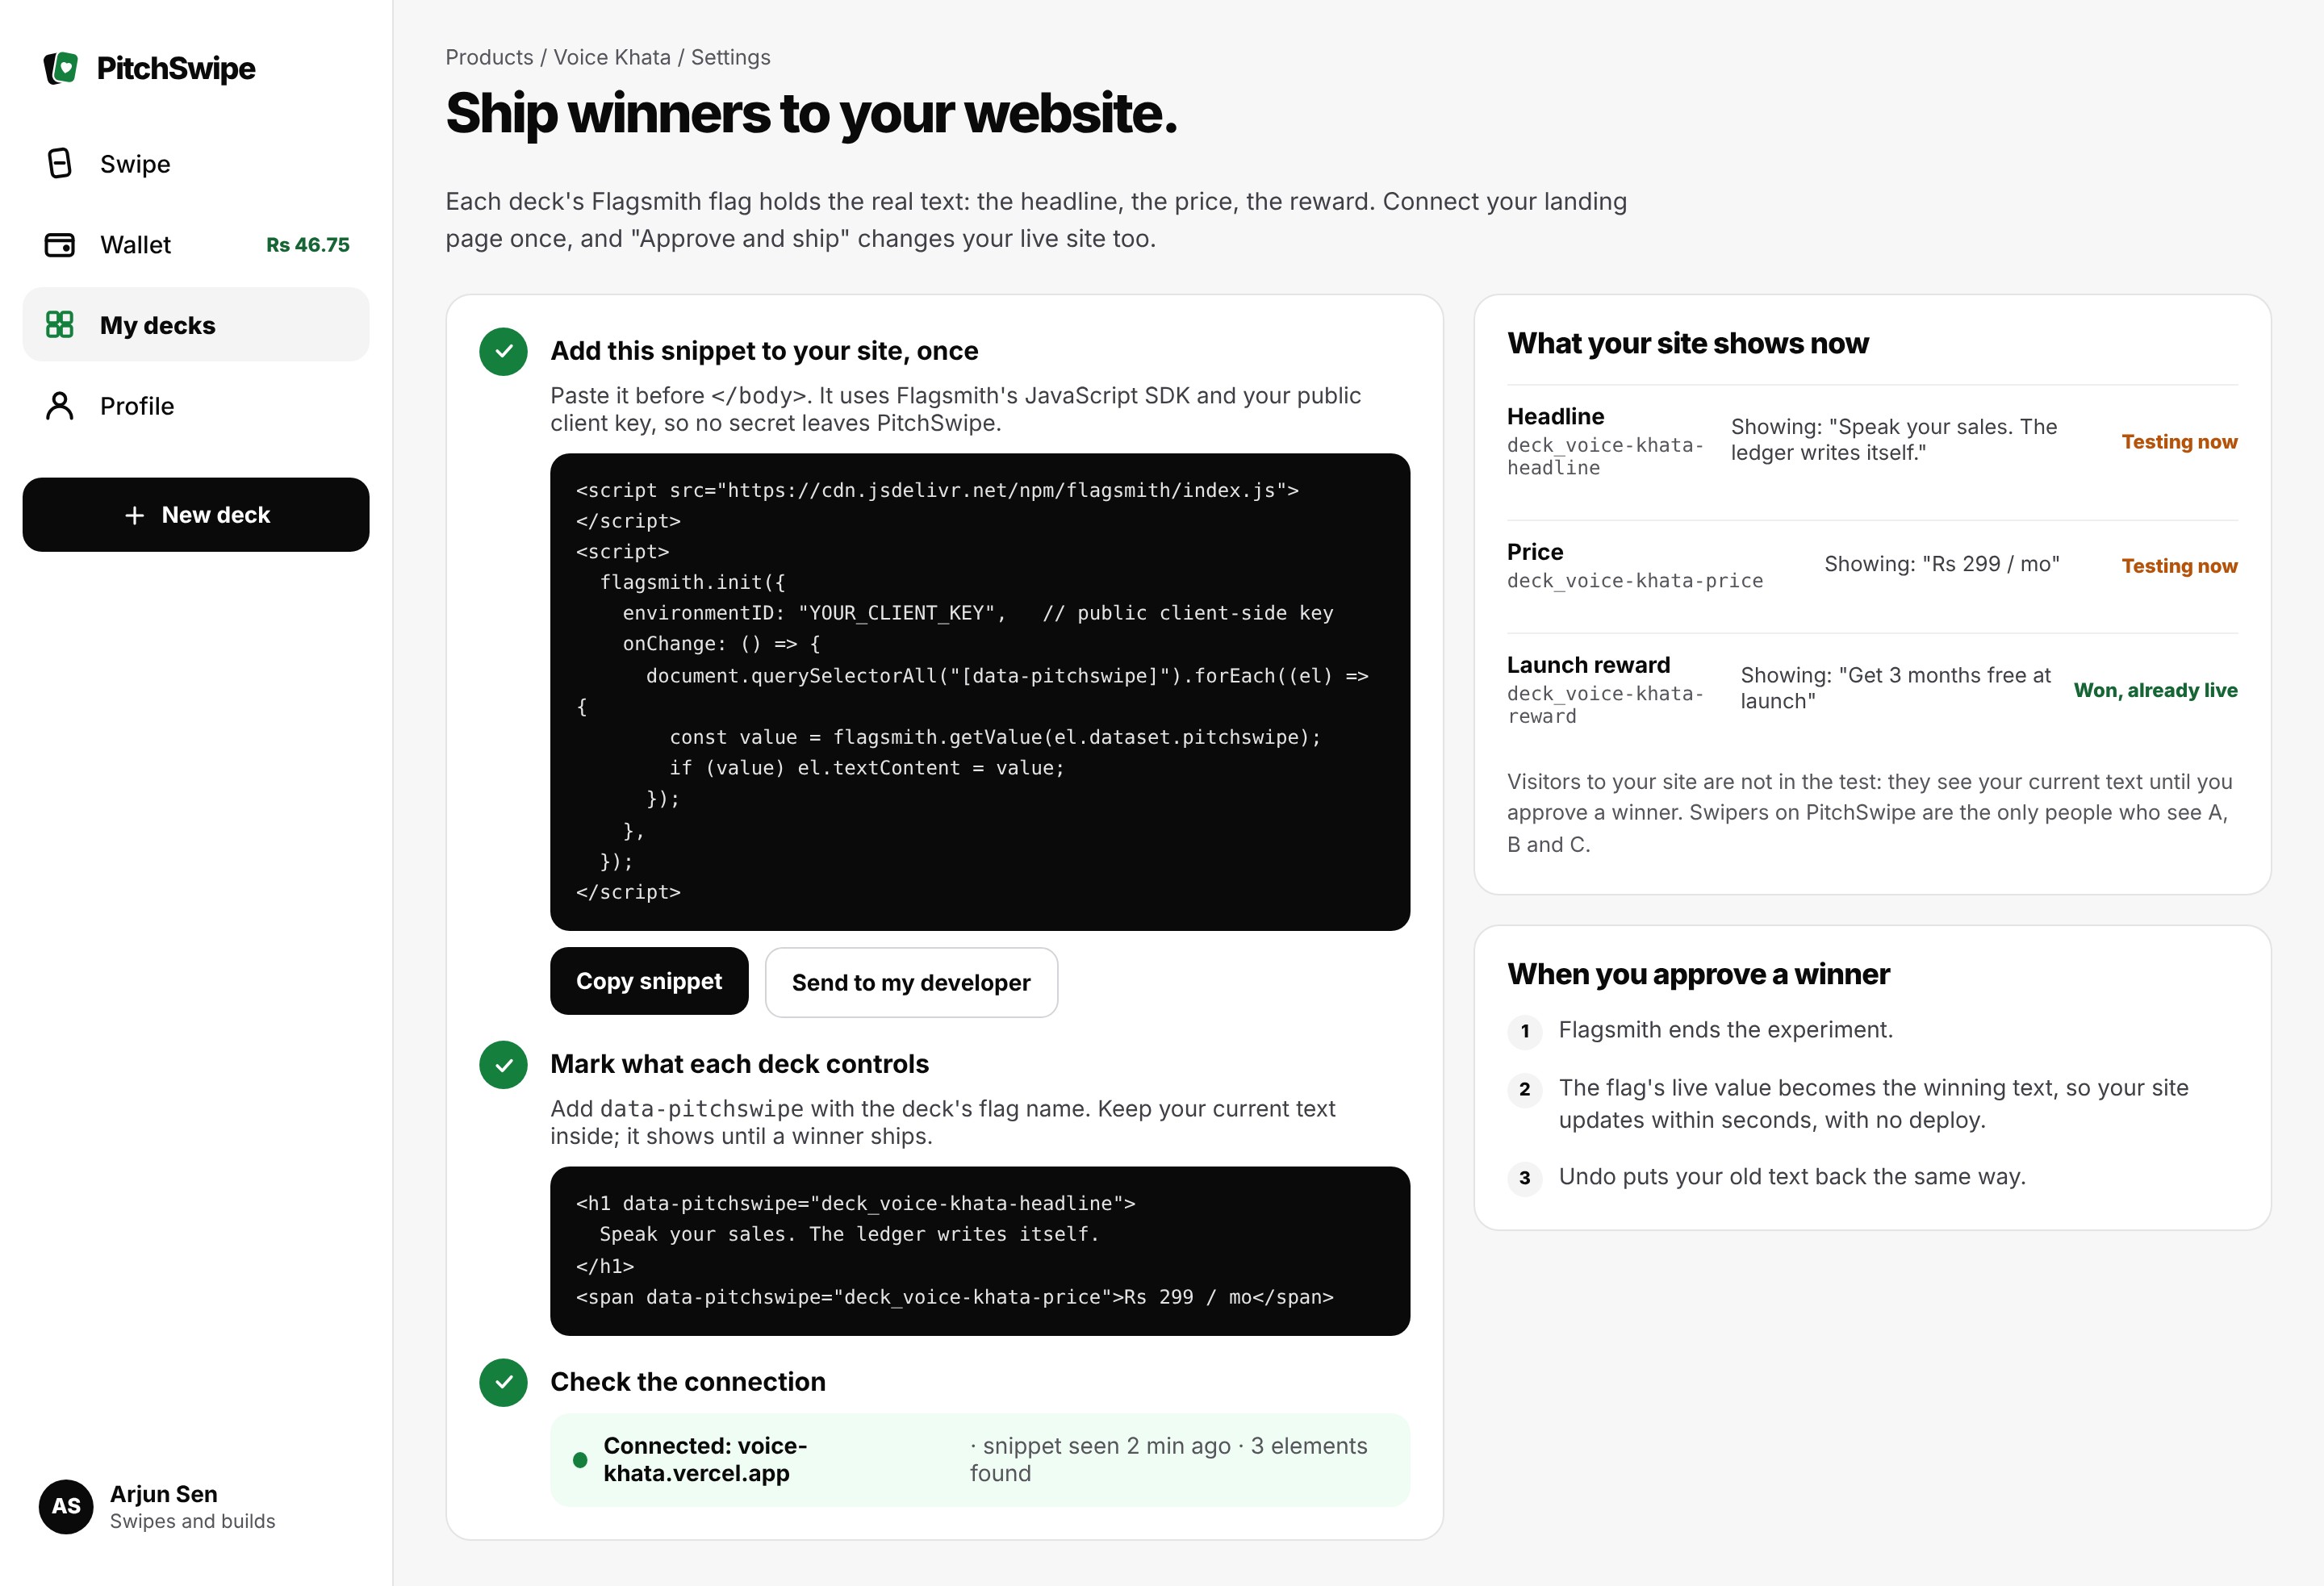 PitchSwipe
Swipe
Wallet
Rs 46.75
My decks
Profile
+ New deck
AS
Arjun Sen
Swipes and builds
Products / Voice Khata / Settings
Ship winners to your website.
Each deck's Flagsmith flag holds the real text: the headline, the price, the reward. Connect your landing
page once, and "Approve and ship" changes your live site too.
Add this snippet to your site, once
Paste it before </body>. It uses Flagsmith's JavaScript SDK and your public
client key, so no secret leaves PitchSwipe.
<script src="https://cdn.jsdelivr.net/npm/flagsmith/index.js">
</script>
<script>
  flagsmith.init({
    environmentID: "YOUR_CLIENT_KEY",   // public client-side key
    onChange: () => {
      document.querySelectorAll("[data-pitchswipe]").forEach((el) =>
{
        const value = flagsmith.getValue(el.dataset.pitchswipe);
        if (value) el.textContent = value;
      });
    },
  });
</script>
Copy snippet
Send to my developer
Mark what each deck controls
Add data-pitchswipe with the deck's flag name. Keep your current text
inside; it shows until a winner ships.
<h1 data-pitchswipe="deck_voice-khata-headline">
  Speak your sales. The ledger writes itself.
</h1>
<span data-pitchswipe="deck_voice-khata-price">Rs 299 / mo</span>
Check the connection
Connected: voice-
khata.vercel.app
· snippet seen 2 min ago · 3 elements
found
What your site shows now
Headline
deck_voice-khata-
headline
Showing: "Speak your sales. The
ledger writes itself."
Testing now
Price
deck_voice-khata-price
Showing: "Rs 299 / mo"
Testing now
Launch reward
deck_voice-khata-
reward
Showing: "Get 3 months free at
launch"
Won, already live
Visitors to your site are not in the test: they see your current text until you
approve a winner. Swipers on PitchSwipe are the only people who see A,
B and C.
When you approve a winner
1 Flagsmith ends the experiment.
2 The flag's live value becomes the winning text, so your site
updates within seconds, with no deploy.
3 Undo puts your old text back the same way.